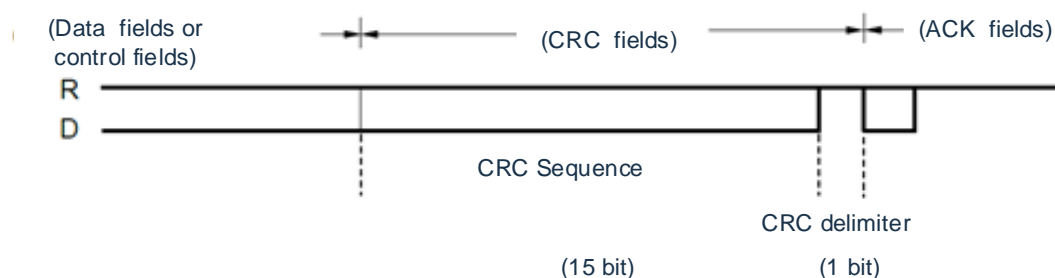 (Data fields or
control fields)
(CRC fields)
(ACK fields)
R
D
CRC Sequence
CRC delimiter
(15 bit)
(1 bit)